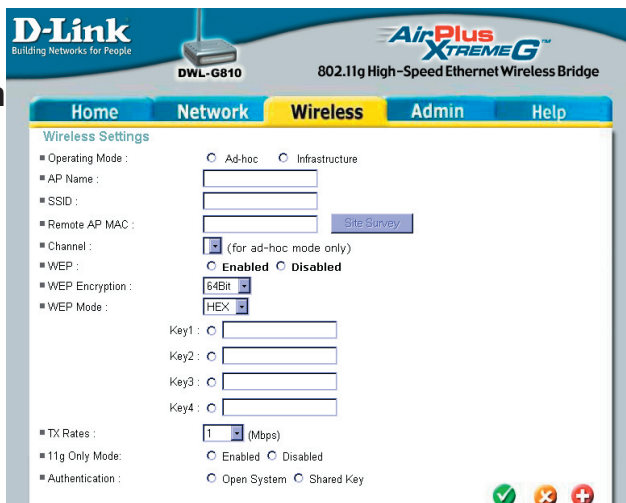 D-Link
Building Networks for People
DWL-G810
AirPlus
XTREME G™
802.11g High-Speed Ethernet Wireless Bridge
Home Network Wireless Admin Help
Wireless Settings
Operating Mode : Ad-hoc Infrastructure
AP Name :
SSID :
Remote AP MAC : Site Survey
Channel : (for ad-hoc mode only)
WEP : Enabled Disabled
WEP Encryption : 64Bit
WEP Mode : HEX
Key1 :
Key2 :
Key3 :
Key4 :
TX Rates : 1 (Mbps)
11g Only Mode: Enabled Disabled
Authentication : Open System Shared Key